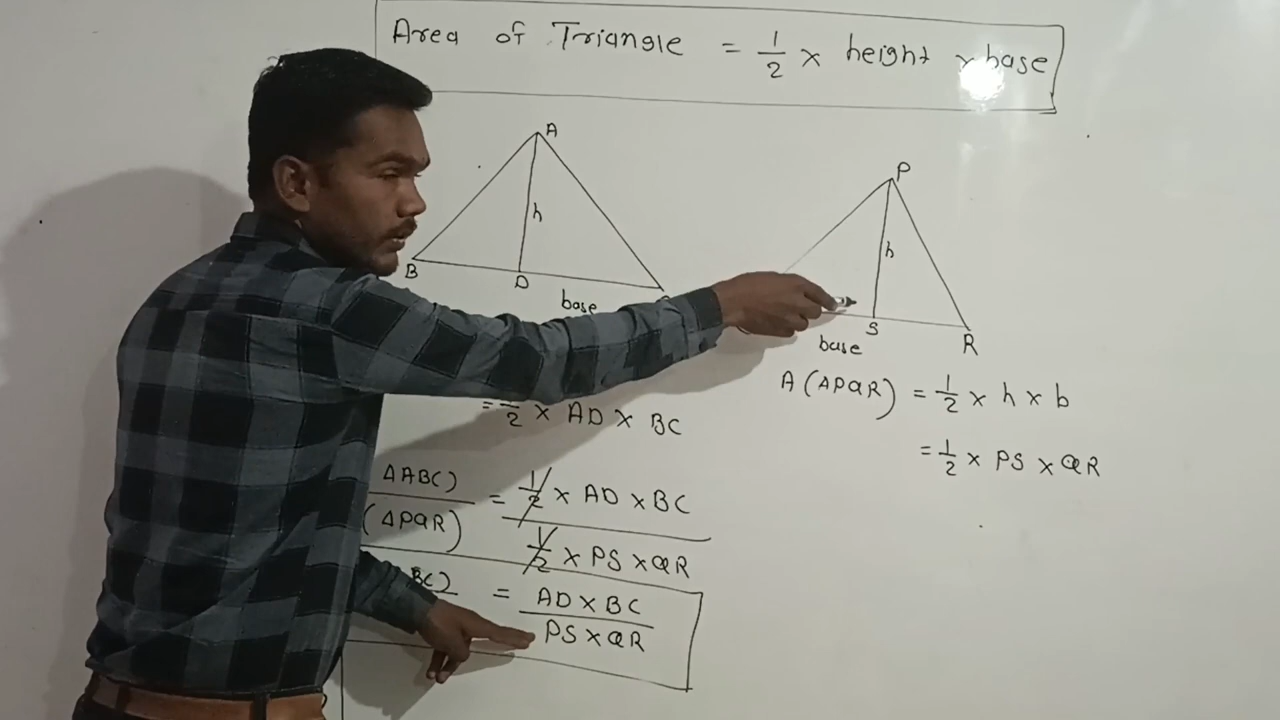 Area of Triangle = 1/2 × height × base
A
h
B
D
base
P
h
S
R
base
A (ΔPQR) = 1/2 × h × b
= 1/2 × PS × QR
= 1/2 × AD × BC
ΔABC) / (ΔPQR) = 1/2 × AD × BC / 1/2 × PS × QR
BC) = AD × BC / PS × QR